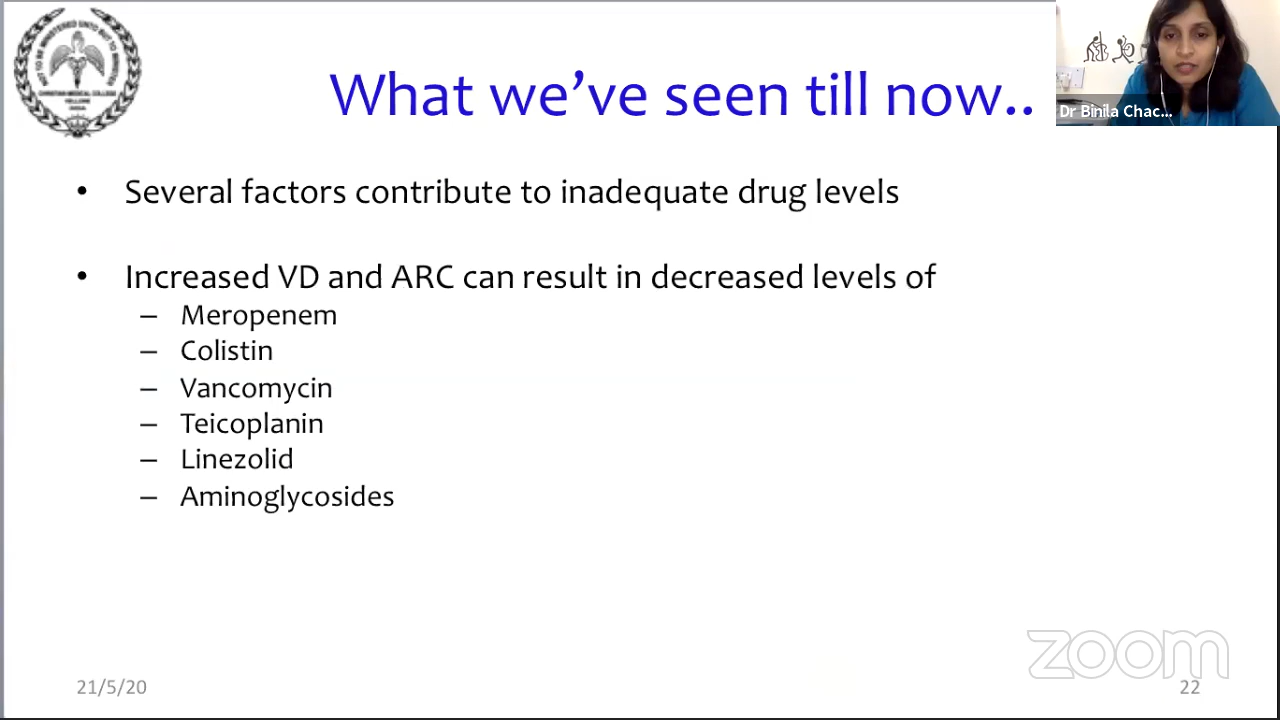 What we've seen till now..
Dr Binila Chac...
• Several factors contribute to inadequate drug levels
• Increased VD and ARC can result in decreased levels of
– Meropenem
– Colistin
– Vancomycin
– Teicoplanin
– Linezolid
– Aminoglycosides
zoom
21/5/20
22